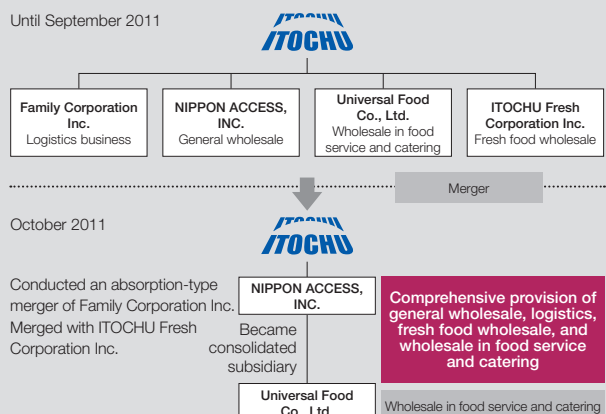 Until September 2011
ITOCHU
ITOCHU
Family Corporation
Inc.
Logistics business
NIPPON ACCESS,
INC.
General wholesale
Universal Food
Co., Ltd.
Wholesale in food
service and catering
ITOCHU Fresh
Corporation Inc.
Fresh food wholesale
Merger
October 2011
ITOCHU
ITOCHU
Conducted an absorption-type
merger of Family Corporation Inc.
Merged with ITOCHU Fresh
Corporation Inc.
NIPPON ACCESS,
INC.
Became
consolidated
subsidiary
Comprehensive provision of
general wholesale, logistics,
fresh food wholesale, and
wholesale in food service
and catering
Universal Food
Co., Ltd.
Wholesale in food service and catering